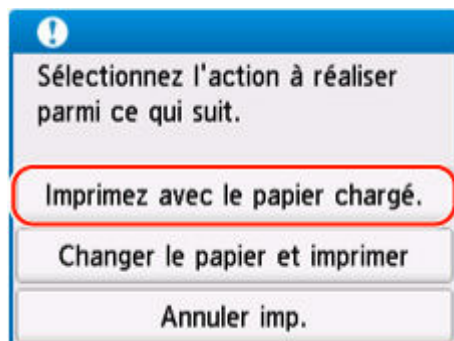 Sélectionnez l'action à réaliser
parmi ce qui suit.
Imprimez avec le papier chargé.
Changer le papier et imprimer
Annuler imp.